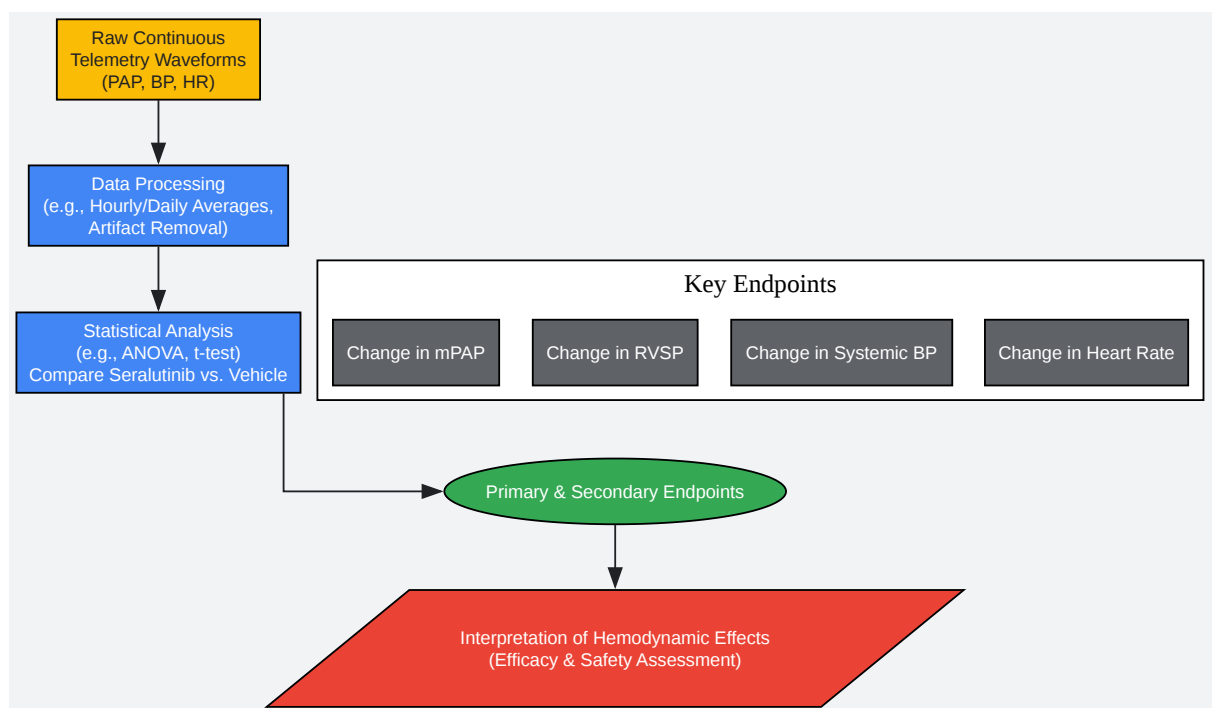 Raw Continuous
Telemetry Waveforms
(PAP, BP, HR)
Data Processing
(e.g., Hourly/Daily Averages,
Artifact Removal)
Statistical Analysis
(e.g., ANOVA, t-test)
Compare Seralutinib vs. Vehicle
Key Endpoints
Change in mPAP
Change in RVSP
Change in Systemic BP
Change in Heart Rate
Primary & Secondary Endpoints
Interpretation of Hemodynamic Effects
(Efficacy & Safety Assessment)